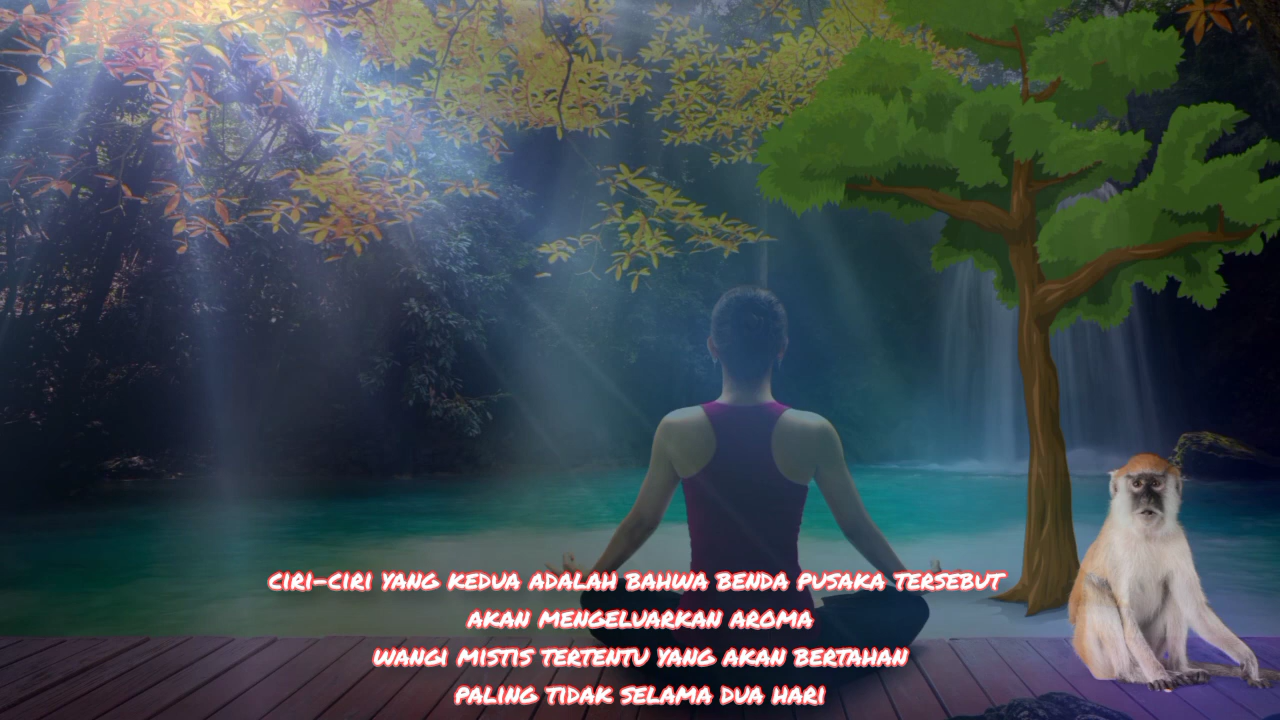 CIRI-CIRI YANG KEDUA ADALAH BAHWA BENDA PUSAKA TERSEBUT
AKAN MENGELUARKAN AROMA
WANGI MISTIS TERTENTU YANG AKAN BERTAHAN
PALING TIDAK SELAMA DUA HARI